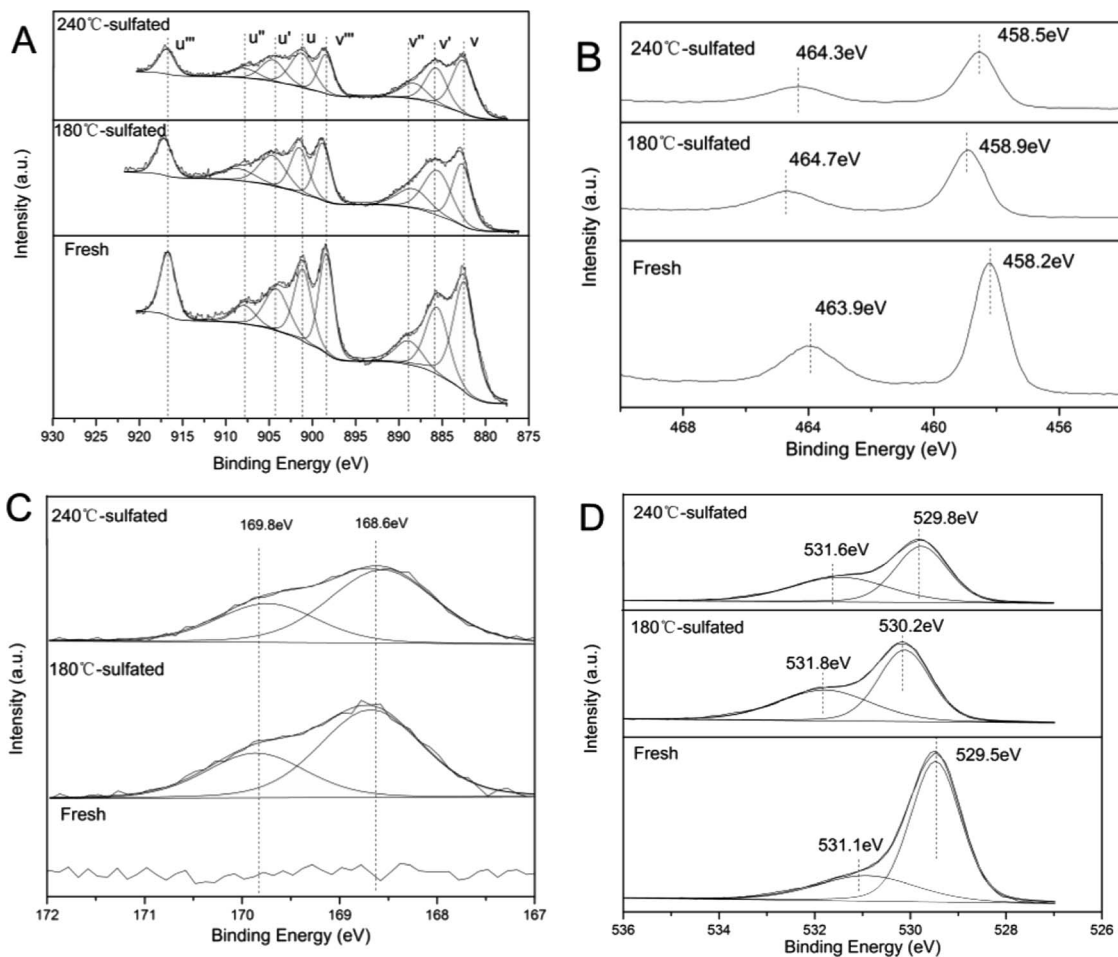 A
240℃-sulfated
u''' u'' u' u v''' v'' v' v
180℃-sulfated
Fresh
Intensity (a.u.)
930 925 920 915 910 905 900 895 890 885 880 875
Binding Energy (eV)
B
240℃-sulfated
464.3eV
458.5eV
180℃-sulfated
464.7eV
458.9eV
Fresh
463.9eV
458.2eV
Intensity (a.u.)
468 464 460 456
Binding Energy (eV)
C
240℃-sulfated
169.8eV
168.6eV
180℃-sulfated
Fresh
Intensity (a.u.)
172 171 170 169 168 167
Binding Energy (eV)
D
240℃-sulfated
531.6eV
529.8eV
180℃-sulfated
531.8eV
530.2eV
Fresh
531.1eV
529.5eV
Intensity (a.u.)
536 534 532 530 528 526
Binding Energy (eV)